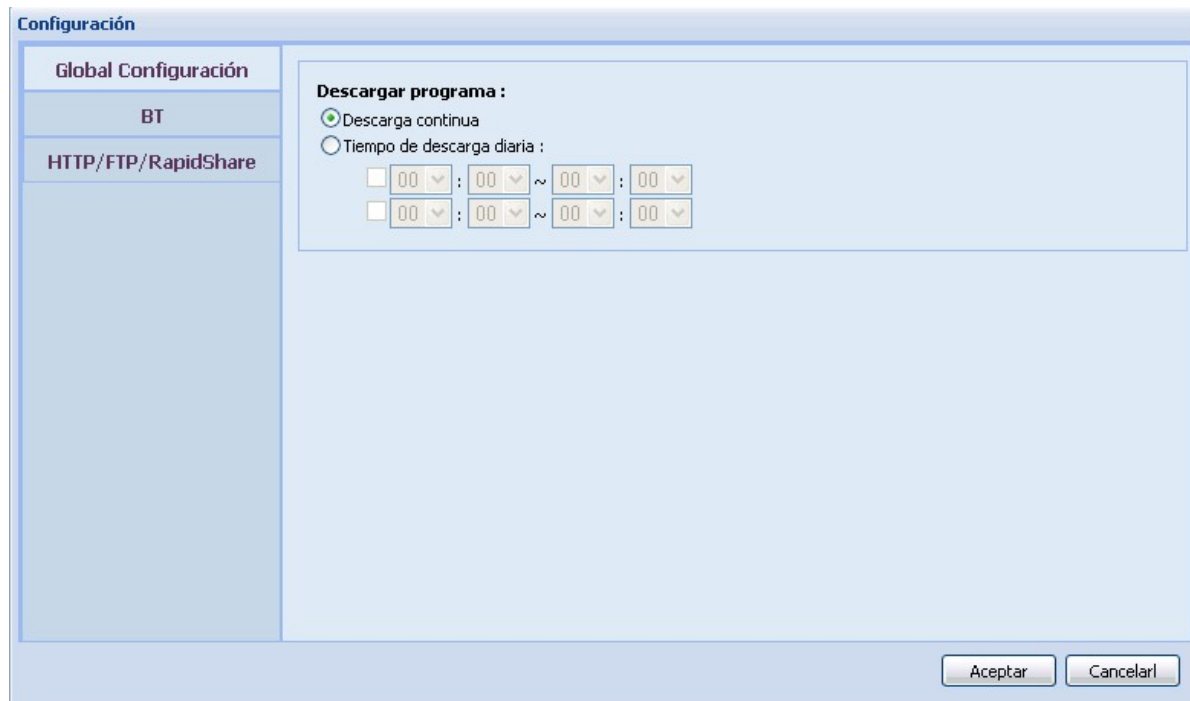 Configuración
Global Configuración
BT
HTTP/FTP/RapidShare
Descargar programa :
Descarga continua
Tiempo de descarga diaria :
00 : 00 ~ 00 : 00
00 : 00 ~ 00 : 00
Aceptar
Cancelarl